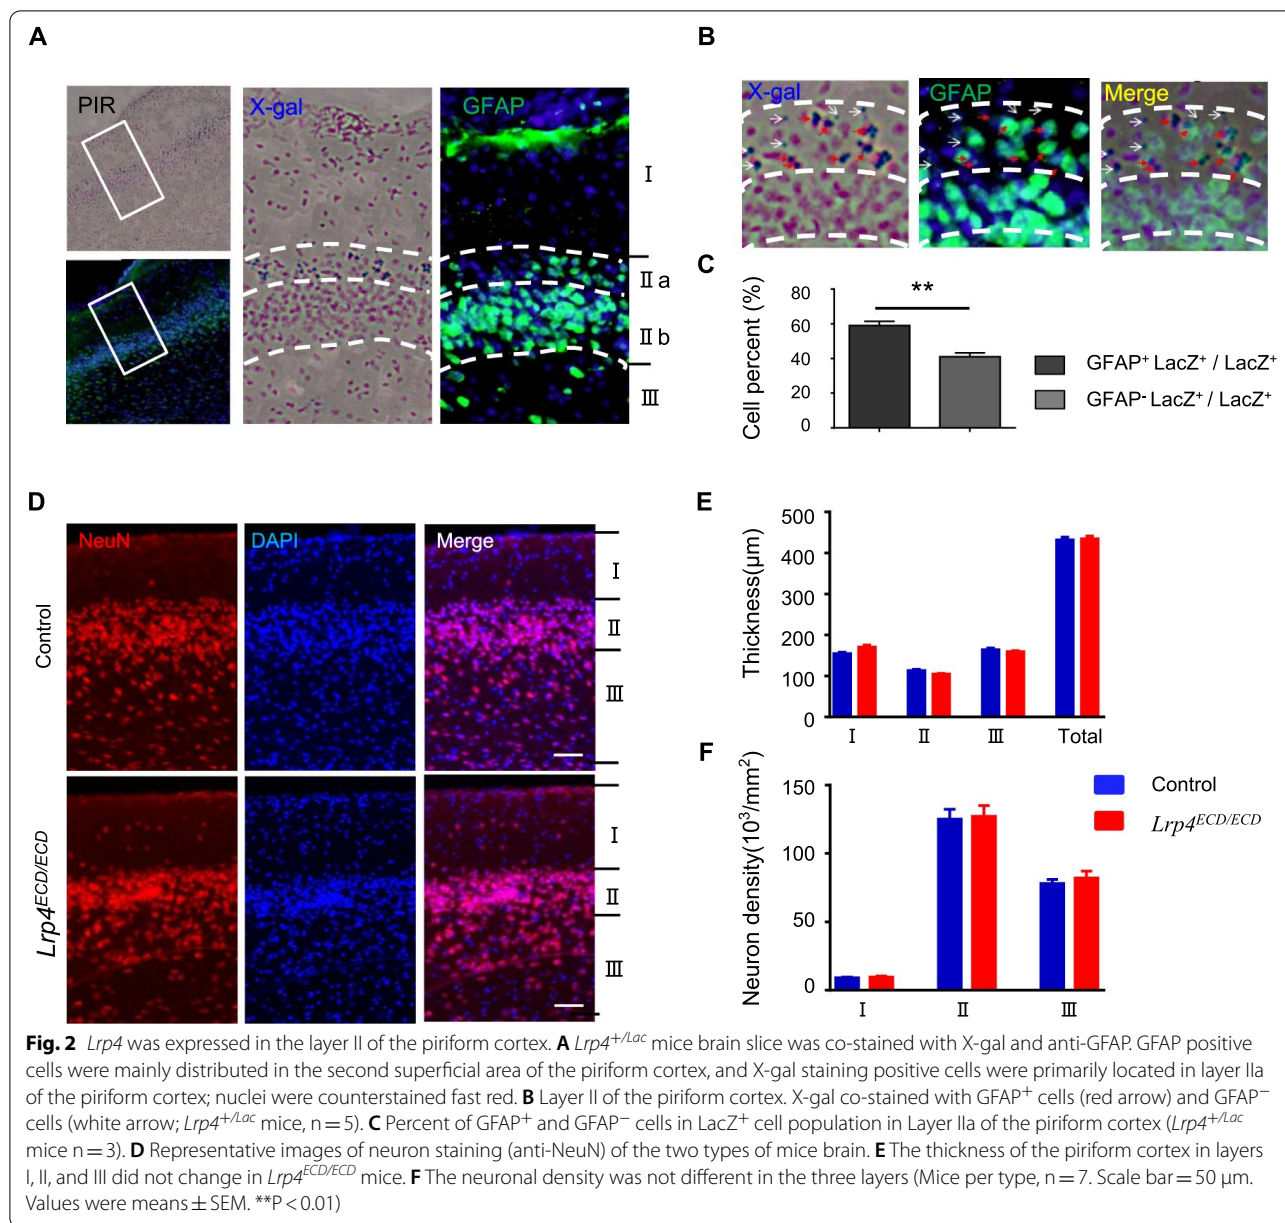 A
PIR
X-gal
GFAP
I
Ⅱa
Ⅱb
Ⅲ
B
X-gal
GFAP
Merge
C
Cell percent (%)
80
60
40
20
0
**
GFAP⁺ LacZ⁺ / LacZ⁺
GFAP⁻ LacZ⁺ / LacZ⁺
D
NeuN
DAPI
Merge
Control
I
Ⅱ
Ⅲ
Lrp4^ECD/ECD
I
Ⅱ
Ⅲ
E
Thickness(µm)
500
400
300
200
100
0
I
Ⅱ
Ⅲ
Total
F
Neuron density(10³/mm²)
150
100
50
0
I
Ⅱ
Ⅲ
Control
Lrp4^ECD/ECD
Fig. 2 Lrp4 was expressed in the layer II of the piriform cortex. A Lrp4^+/Lac mice brain slice was co-stained with X-gal and anti-GFAP. GFAP positive
cells were mainly distributed in the second superficial area of the piriform cortex, and X-gal staining positive cells were primarily located in layer IIa
of the piriform cortex; nuclei were counterstained fast red. B Layer II of the piriform cortex. X-gal co-stained with GFAP⁺ cells (red arrow) and GFAP⁻
cells (white arrow; Lrp4^+/Lac mice, n = 5). C Percent of GFAP⁺ and GFAP⁻ cells in LacZ⁺ cell population in Layer IIa of the piriform cortex (Lrp4^+/Lac
mice n = 3). D Representative images of neuron staining (anti-NeuN) of the two types of mice brain. E The thickness of the piriform cortex in layers
I, II, and III did not change in Lrp4^ECD/ECD mice. F The neuronal density was not different in the three layers (Mice per type, n = 7. Scale bar = 50 µm.
Values were means ± SEM. **P < 0.01)